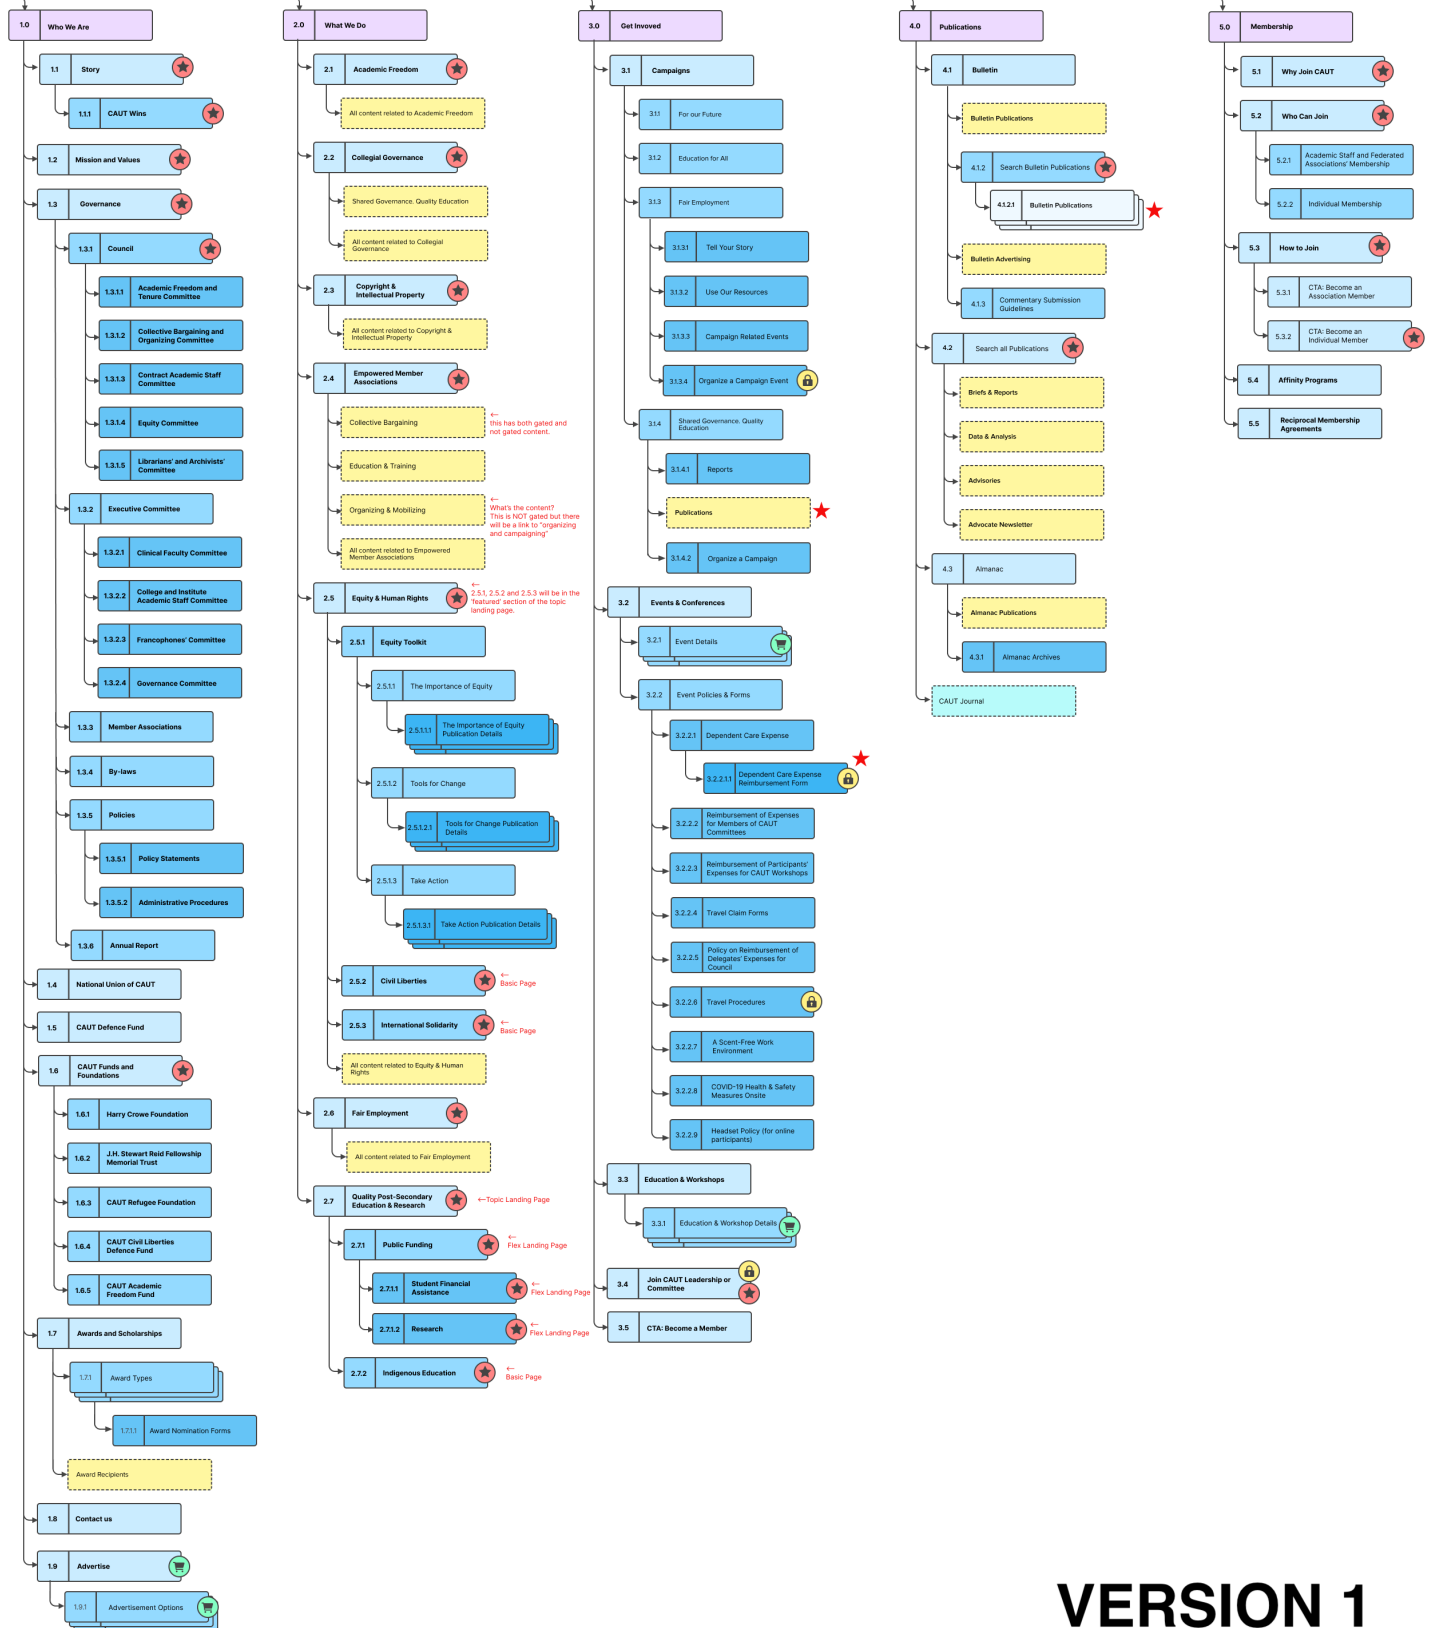 1.0 Who We Are
1.1 Story
1.1.1 CAUT Wins
1.2 Mission and Values
1.3 Governance
1.3.1 Council
1.3.1.1 Academic Freedom and
Tenure Committee
1.3.1.2 Collective Bargaining and
Organizing Committee
1.3.1.3 Contract Academic Staff
Committee
1.3.1.4 Equity Committee
1.3.1.5 Librarians' and Archivists'
Committee
1.3.2 Executive Committee
1.3.2.1 Clinical Faculty Committee
1.3.2.2 College and Institute
Academic Staff Committee
1.3.2.3 Francophones' Committee
1.3.2.4 Governance Committee
1.3.3 Member Associations
1.3.4 By-laws
1.3.5 Policies
1.3.5.1 Policy Statements
1.3.5.2 Administrative Procedures
1.3.6 Annual Report
1.4 National Union of CAUT
1.5 CAUT Defence Fund
1.6 CAUT Funds and
Foundations
1.6.1 Harry Crowe Foundation
1.6.2 J.H. Stewart Reid Fellowship
Memorial Trust
1.6.3 CAUT Refugee Foundation
1.6.4 CAUT Civil Liberties
Defence Fund
1.6.5 CAUT Academic
Freedom Fund
1.7 Awards and Scholarships
1.7.1 Award Types
1.7.1.1 Award Nomination Forms
Award Recipients
1.8 Contact us
1.9 Advertise
1.9.1 Advertisement Options
2.0 What We Do
2.1 Academic Freedom
All content related to Academic Freedom
2.2 Collegial Governance
Shared Governance. Quality Education
All content related to Collegial
Governance
2.3 Copyright &
Intellectual Property
All content related to Copyright &
Intellectual Property
2.4 Empowered Member
Associations
Collective Bargaining
←
this has both gated and
not gated content.
Education & Training
Organizing & Mobilizing
←
What's the content?
This is NOT gated but there
will be a link to "organizing
and campaigning"
All content related to Empowered
Member Associations
2.5 Equity & Human Rights
←
2.5.1, 2.5.2 and 2.5.3 will be in the
'featured' section of the topic
landing page.
2.5.1 Equity Toolkit
2.5.1.1 The Importance of Equity
2.5.1.1.1 The Importance of Equity
Publication Details
2.5.1.2 Tools for Change
2.5.1.2.1 Tools for Change Publication
Details
2.5.1.3 Take Action
2.5.1.3.1 Take Action Publication Details
2.5.2 Civil Liberties
←
Basic Page
2.5.3 International Solidarity
←
Basic Page
All content related to Equity & Human
Rights
2.6 Fair Employment
All content related to Fair Employment
2.7 Quality Post-Secondary
Education & Research
←Topic Landing Page
2.7.1 Public Funding
←
Flex Landing Page
2.7.1.1 Student Financial
Assistance
←
Flex Landing Page
2.7.1.2 Research
←
Flex Landing Page
2.7.2 Indigenous Education
←
Basic Page
3.0 Get Invoved
3.1 Campaigns
3.1.1 For our Future
3.1.2 Education for All
3.1.3 Fair Employment
3.1.3.1 Tell Your Story
3.1.3.2 Use Our Resources
3.1.3.3 Campaign Related Events
3.1.3.4 Organize a Campaign Event
3.1.4 Shared Governance. Quality
Education
3.1.4.1 Reports
Publications
3.1.4.2 Organize a Campaign
3.2 Events & Conferences
3.2.1 Event Details
3.2.2 Event Policies & Forms
3.2.2.1 Dependent Care Expense
3.2.2.1.1 Dependent Care Expense
Reimbursement Form
3.2.2.2 Reimbursement of Expenses
for Members of CAUT
Committees
3.2.2.3 Reimbursement of Participants'
Expenses for CAUT Workshops
3.2.2.4 Travel Claim Forms
3.2.2.5 Policy on Reimbursement of
Delegates' Expenses for
Council
3.2.2.6 Travel Procedures
3.2.2.7 A Scent-Free Work
Environment
3.2.2.8 COVID-19 Health & Safety
Measures Onsite
3.2.2.9 Headset Policy (for online
participants)
3.3 Education & Workshops
3.3.1 Education & Workshop Details
3.4 Join CAUT Leadership or
Committee
3.5 CTA: Become a Member
4.0 Publications
4.1 Bulletin
Bulletin Publications
4.1.2 Search Bulletin Publications
4.1.2.1 Bulletin Publications
Bulletin Advertising
4.1.3 Commentary Submission
Guidelines
4.2 Search all Publications
Briefs & Reports
Data & Analysis
Advisories
Advocate Newsletter
4.3 Almanac
Almanac Publications
4.3.1 Almanac Archives
CAUT Journal
5.0 Membership
5.1 Why Join CAUT
5.2 Who Can Join
5.2.1 Academic Staff and Federated
Associations' Membership
5.2.2 Individual Membership
5.3 How to Join
5.3.1 CTA: Become an
Association Member
5.3.2 CTA: Become an
Individual Member
5.4 Affinity Programs
5.5 Reciprocal Membership
Agreements
VERSION 1